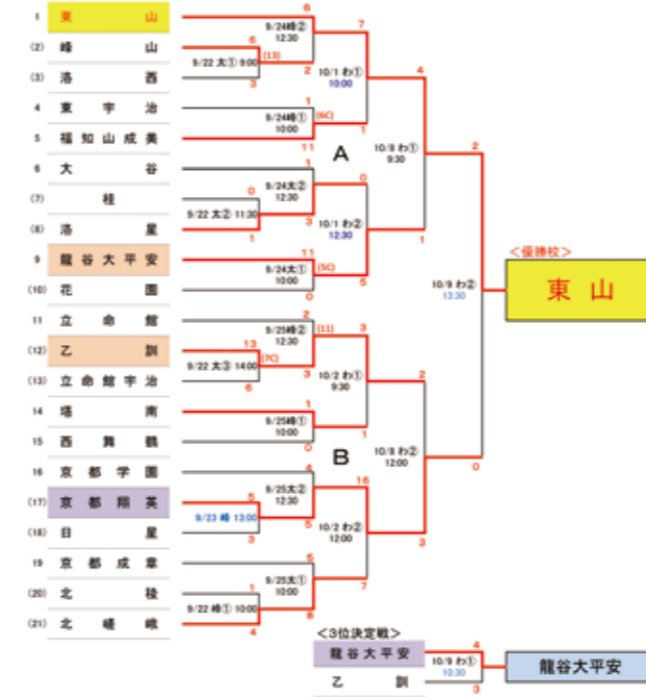 1 東山
(2) 峰山
(3) 洛西
4 東宇治
5 福知山成美
6 大谷
(7) 桂
(8) 洛星
9 龍谷大平安
(10) 花園
11 立命館
(12) 乙訓
(13) 立命館宇治
14 塔南
15 西舞鶴
16 京都学園
(17) 京都翔英
(18) 日星
19 京都成章
(20) 北稜
(21) 北嵯峨
6
9/22 太① 9:00
3
0
9/22 太② 11:30
1
13
9/22 太③ 14:00
6
5
9/23 峰 13:00
3
1
9/22 峰① 10:00
4
6
9/24峰②
12:30
(13)
2
1
9/24峰①
10:00
(6C)
11
1
9/24太②
12:30
3
11
9/24太①
10:00
(5C)
0
2
9/25峰②
12:30
(11)
(7C)
3
1
9/25峰①
10:00
0
4
9/25太②
12:30
5
5
9/25太①
10:00
8
7
10/1 わ①
10:00
1
A
0
10/1 わ②
12:30
5
3
10/2 わ①
9:30
1
B
16
10/2 わ②
12:00
7
4
10/8 わ①
9:30
1
2
10/8 わ②
12:00
3
2
10/9 わ②
13:30
0
<優勝校>
東山
<3位決定戦>
龍谷大平安
乙訓
4
10/9 わ①
10:30
3
龍谷大平安